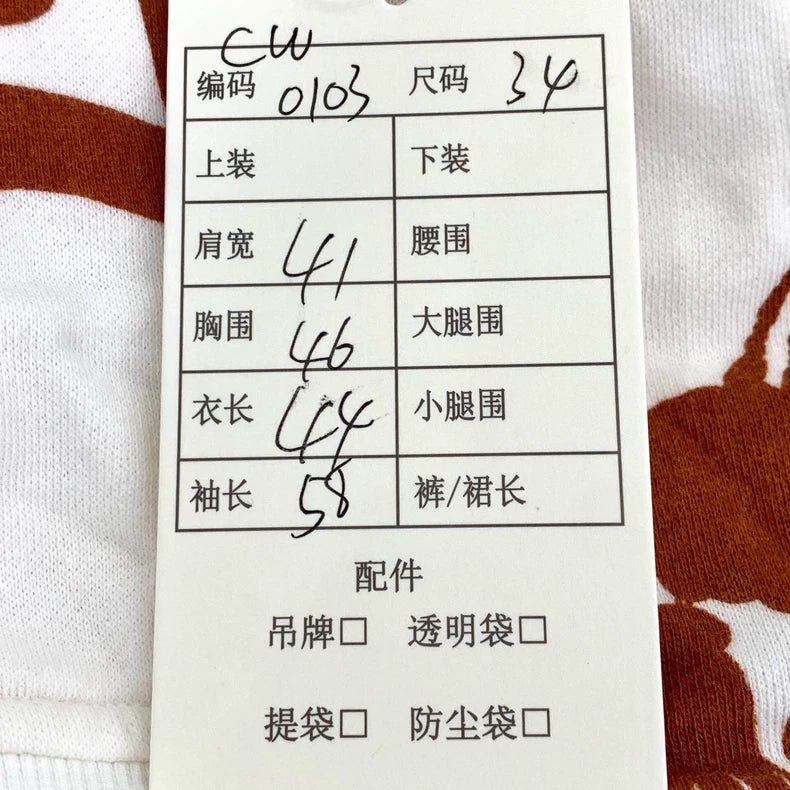 CW
编码 0103 尺码 34
上装 下装
肩宽 41 腰围
胸围 46 大腿围
衣长 44 小腿围
袖长 58 裤/裙长
配件
吊牌□ 透明袋□
提袋□ 防尘袋□